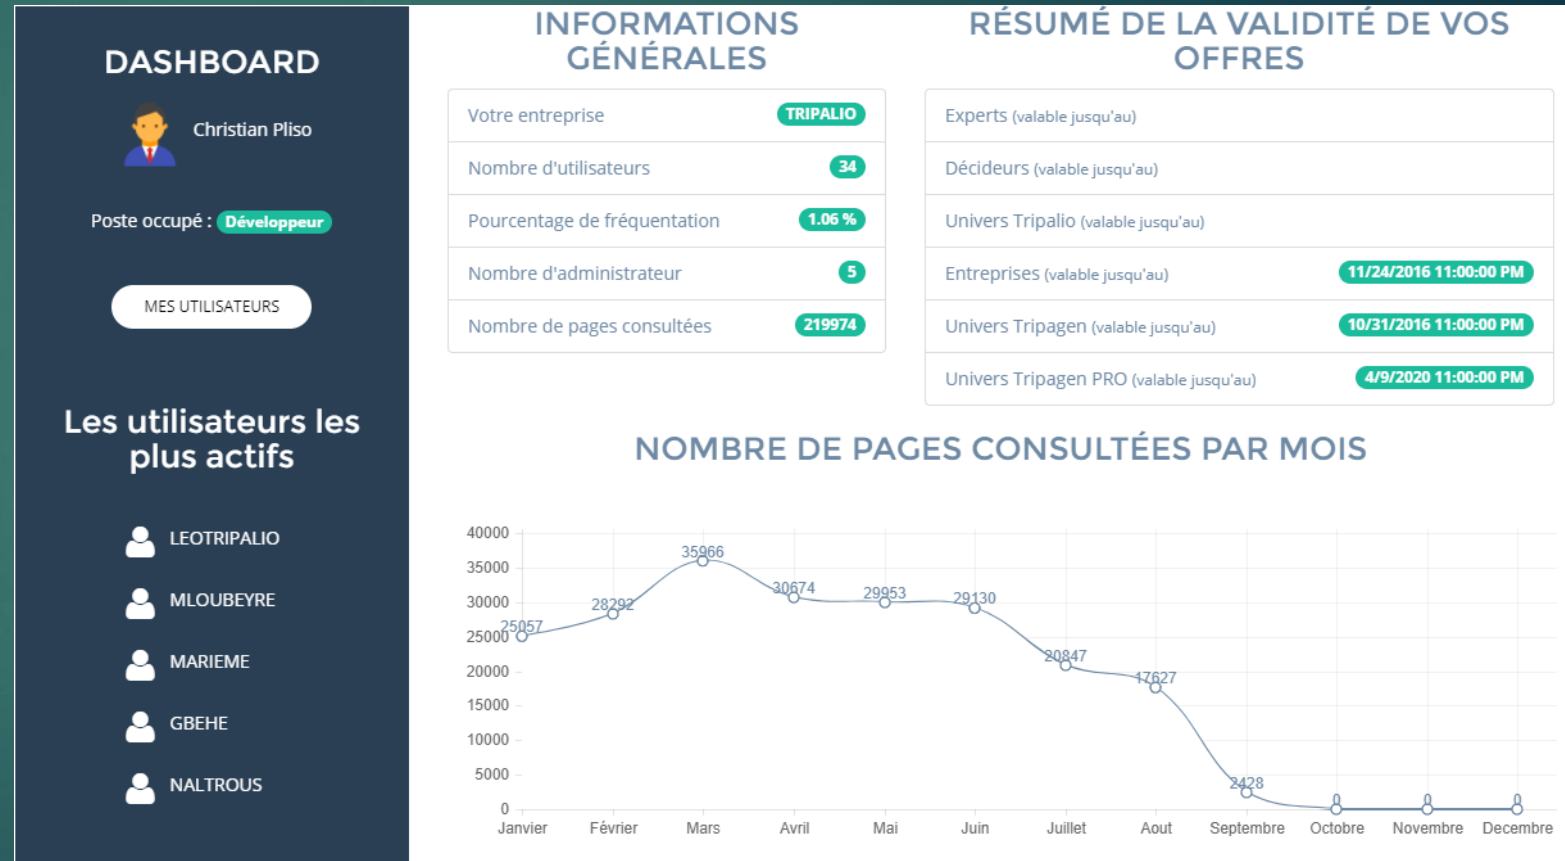 DASHBOARD
Christian Pliso
Poste occupé : Développeur
MES UTILISATEURS
Les utilisateurs les
plus actifs
LEOTRIPALIO
MLOUBEYRE
MARIEME
GBEHE
NALTROUS
INFORMATIONS
GÉNÉRALES
Votre entreprise TRIPALIO
Nombre d'utilisateurs 34
Pourcentage de fréquentation 1.06 %
Nombre d'administrateur 5
Nombre de pages consultées 219974
RÉSUMÉ DE LA VALIDITÉ DE VOS
OFFRES
Experts (valable jusqu'au)
Décideurs (valable jusqu'au)
Univers Tripalio (valable jusqu'au)
Entreprises (valable jusqu'au) 11/24/2016 11:00:00 PM
Univers Tripagen (valable jusqu'au) 10/31/2016 11:00:00 PM
Univers Tripagen PRO (valable jusqu'au) 4/9/2020 11:00:00 PM
NOMBRE DE PAGES CONSULTÉES PAR MOIS
40000
35000
30000
25000
20000
15000
10000
5000
0
25057
28292
35966
30674
29953
29130
20847
17627
2428
0
0
0
Janvier Février Mars Avril Mai Juin Juillet Aout Septembre Octobre Novembre Decembre